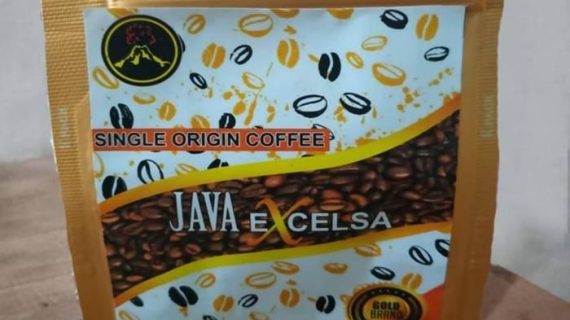 SINGLE ORIGIN COFFEE
JAVA EXCELSA
GOLD
BRAND